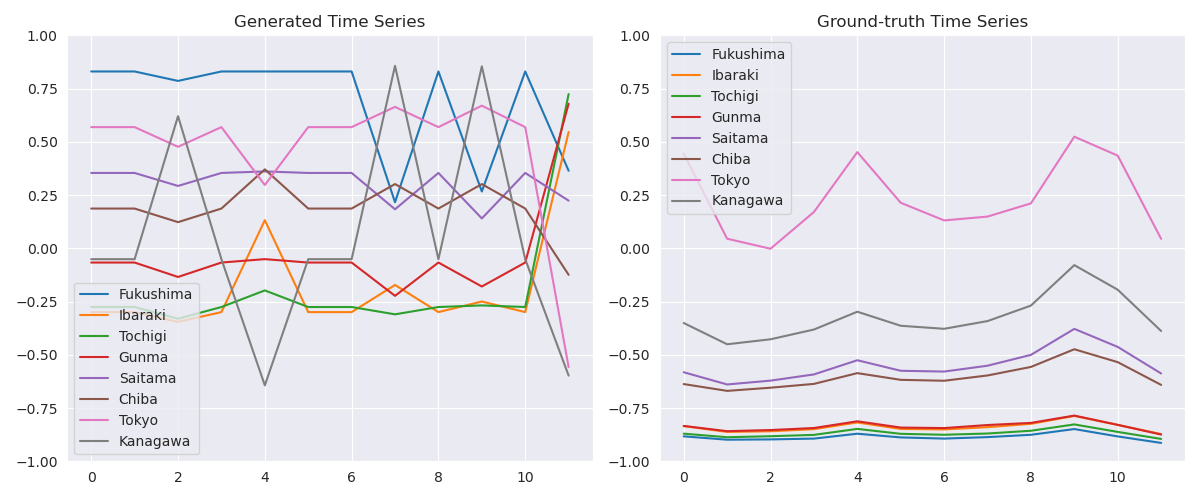 Generated Time Series
1.00
0.75
0.50
0.25
0.00
−0.25
−0.50
−0.75
−1.00
Fukushima
Ibaraki
Tochigi
Gunma
Saitama
Chiba
Tokyo
Kanagawa
0 2 4 6 8 10
Ground-truth Time Series
1.00
0.75
0.50
0.25
0.00
−0.25
−0.50
−0.75
−1.00
Fukushima
Ibaraki
Tochigi
Gunma
Saitama
Chiba
Tokyo
Kanagawa
0 2 4 6 8 10